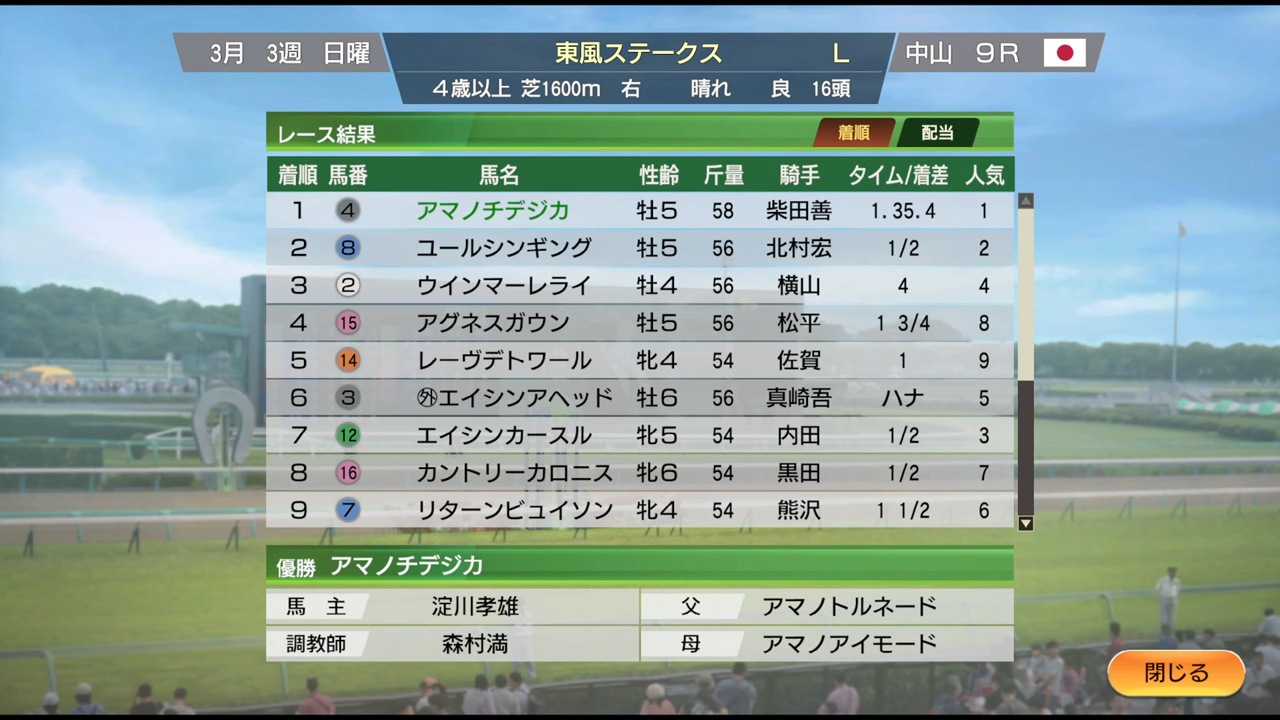 3月 3週 日曜 東風ステークス L 中山 9R
4歳以上 芝1600m 右 晴れ 良 16頭
レース結果 着順 配当
着順 馬番 馬名 性齢 斤量 騎手 タイム/着差 人気
1 4 アマノチデジカ 牡5 58 柴田善 1.35.4 1
2 8 ユールシンギング 牡5 56 北村宏 1/2 2
3 2 ウインマーレライ 牡4 56 横山 4 4
4 15 アグネスガウン 牡5 56 松平 1 3/4 8
5 14 レーヴデトワール 牝4 54 佐賀 1 9
6 3 ㊕エイシンアヘッド 牡6 56 真崎吾 ハナ 5
7 12 エイシンカースル 牝5 54 内田 1/2 3
8 16 カントリーカロニス 牝6 54 黒田 1/2 7
9 7 リターンビュイソン 牝4 54 熊沢 1 1/2 6
優勝 アマノチデジカ
馬主 淀川孝雄 父 アマノトルネード
調教師 森村満 母 アマノアイモード
閉じる